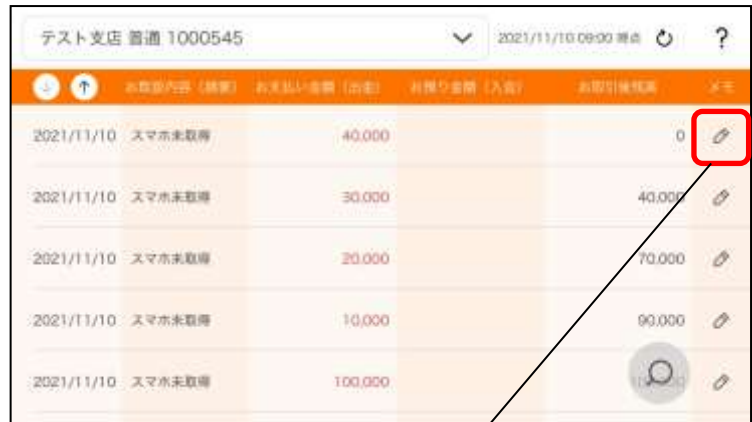 テスト支店 普通 1000545 2021/11/10 09:00 時点 ?
お取扱内容（摘要） お支払い金額（出金） お預り金額（入金） お取引後残高 メモ
2021/11/10 スマホ未取得 40,000 0
2021/11/10 スマホ未取得 30,000 40,000
2021/11/10 スマホ未取得 20,000 70,000
2021/11/10 スマホ未取得 10,000 90,000
2021/11/10 スマホ未取得 100,000